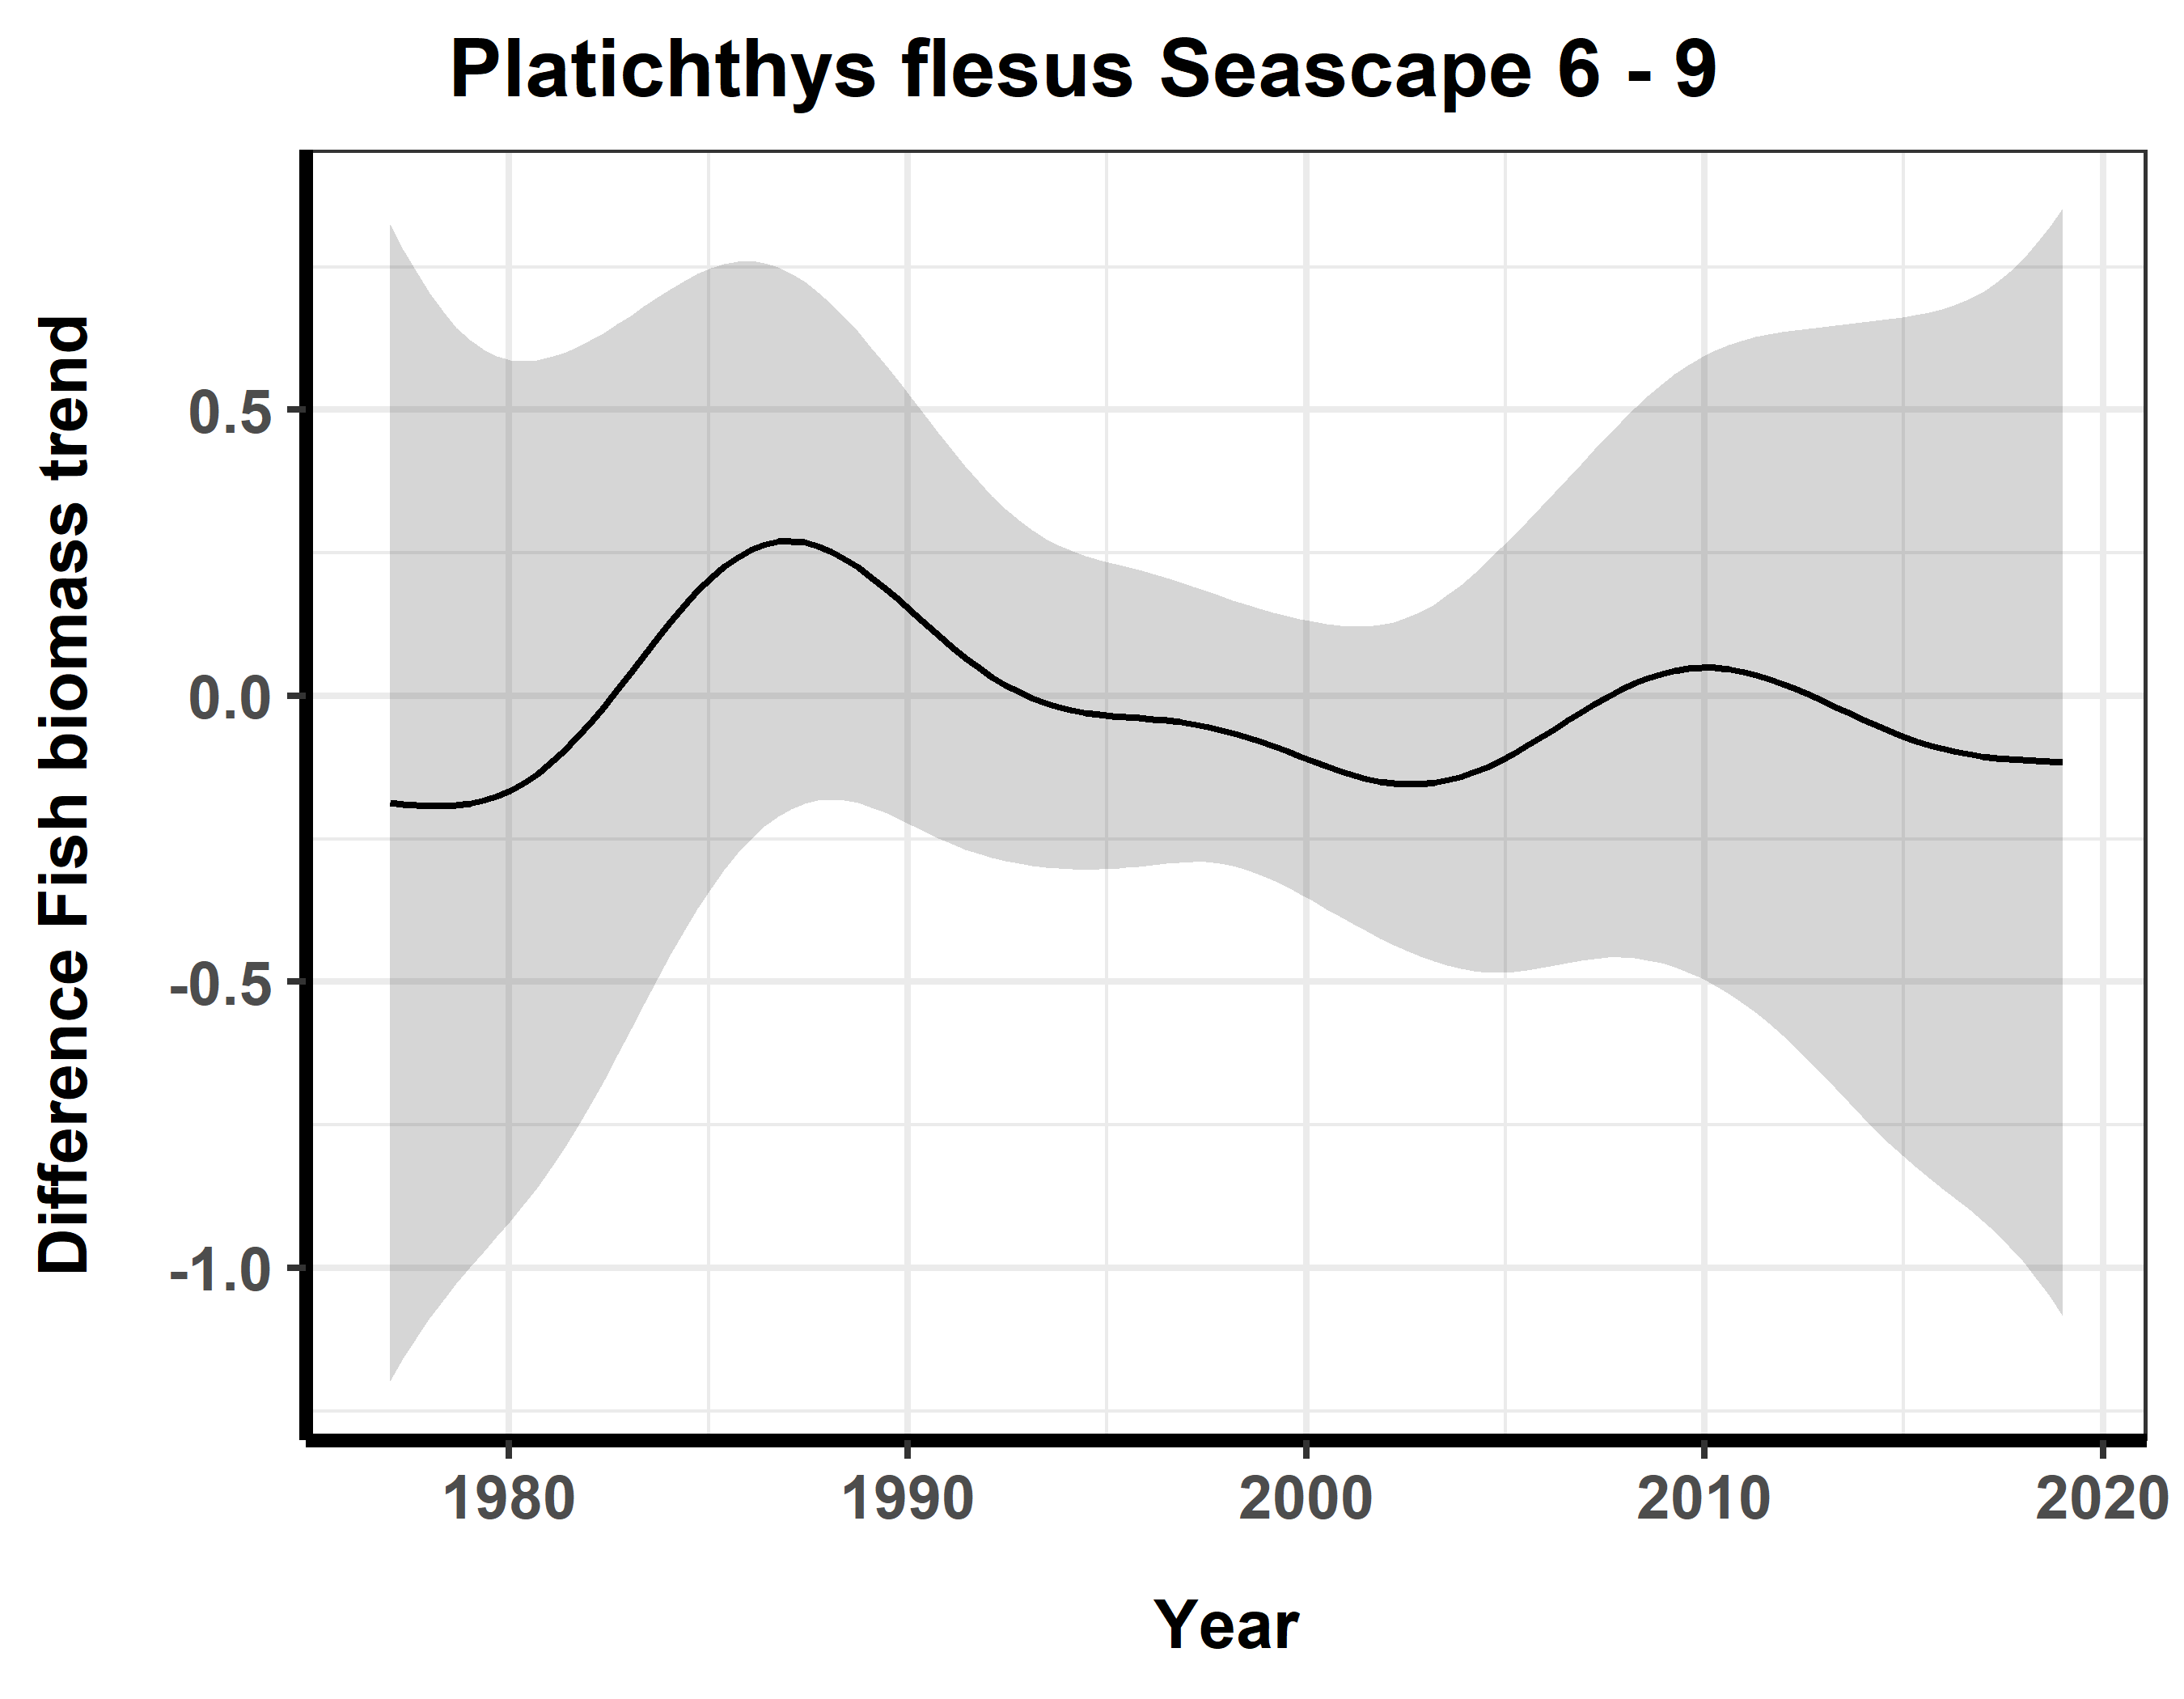 Platichthys flesus Seascape 6 - 9
Difference Fish biomass trend
0.5
0.0
-0.5
-1.0
1980 1990 2000 2010 2020
Year